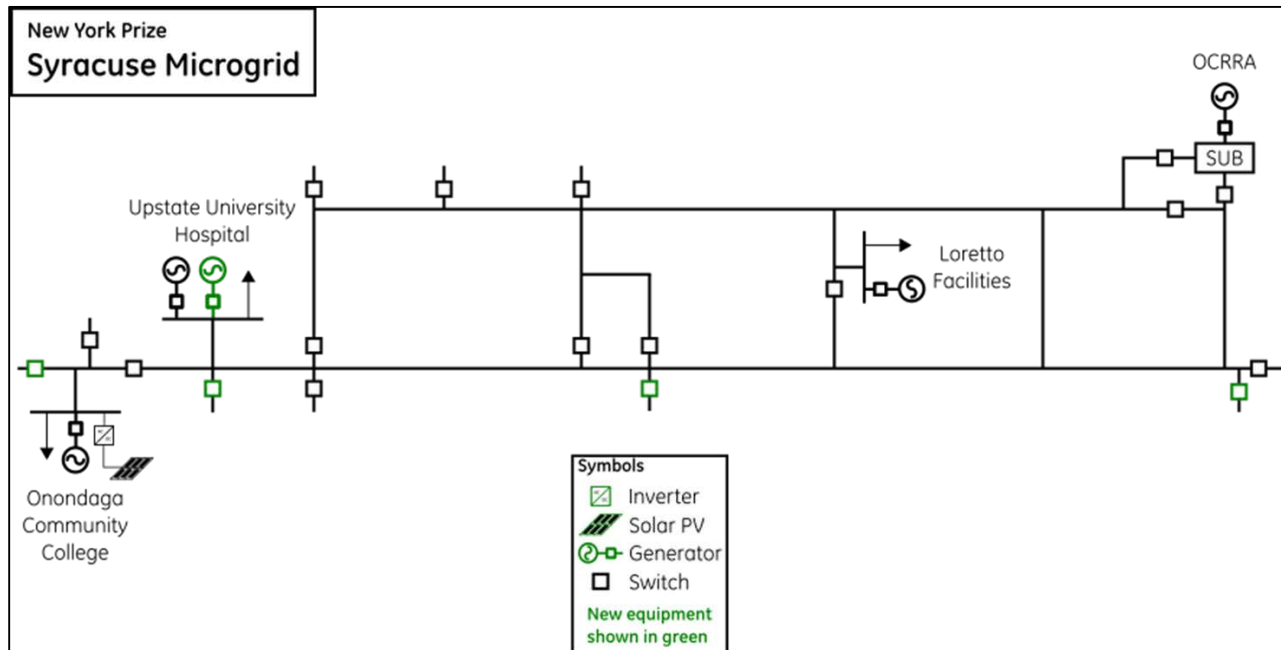 New York Prize
Syracuse Microgrid
OCRRA
SUB
Upstate University
Hospital
Loretto
Facilities
Onondaga
Community
College
Symbols
Inverter
Solar PV
Generator
Switch
New equipment
shown in green